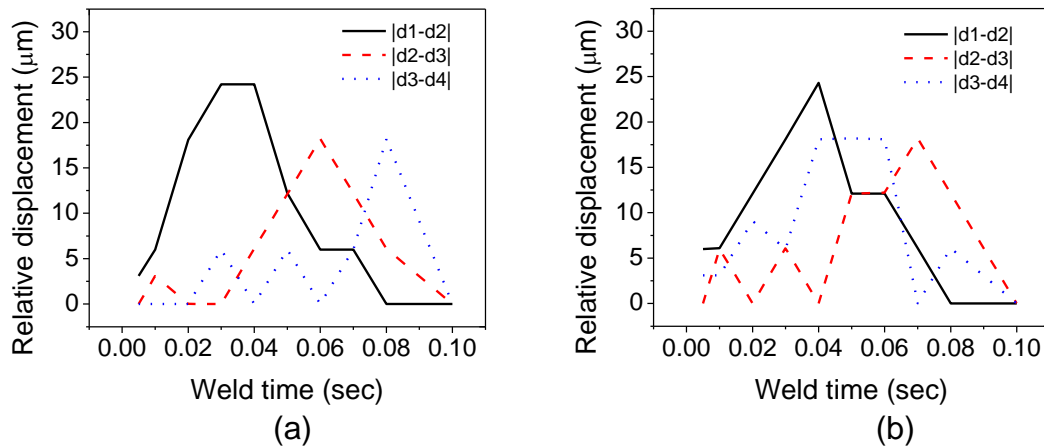 30
25
20
15
10
5
0
Relative displacement (μm)
|d1-d2|
|d2-d3|
|d3-d4|
0.00 0.02 0.04 0.06 0.08 0.10
Weld time (sec)
(a)
30
25
20
15
10
5
0
Relative displacement (μm)
|d1-d2|
|d2-d3|
|d3-d4|
0.00 0.02 0.04 0.06 0.08 0.10
Weld time (sec)
(b)